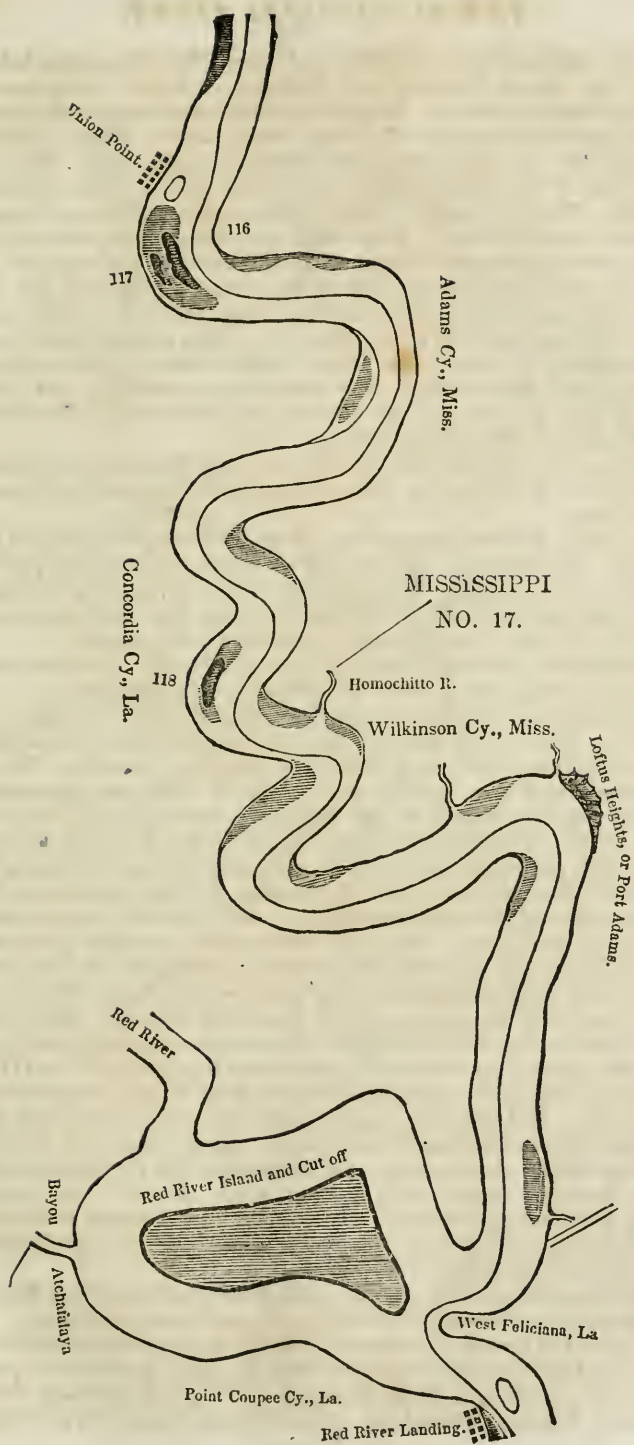 Union Point.
116
117
Adams Cy., Miss.
Concordia Cy., La.
MISSiSSIPPI
NO. 17.
118
Homochitto R.
Wilkinson Cy., Miss.
Loftus Heights, or Port Adams.
Red River
Red River Island and Cut off
Bayou
Atchafalaya
West Feliciana, La
Point Coupee Cy., La.
Red River Landing.